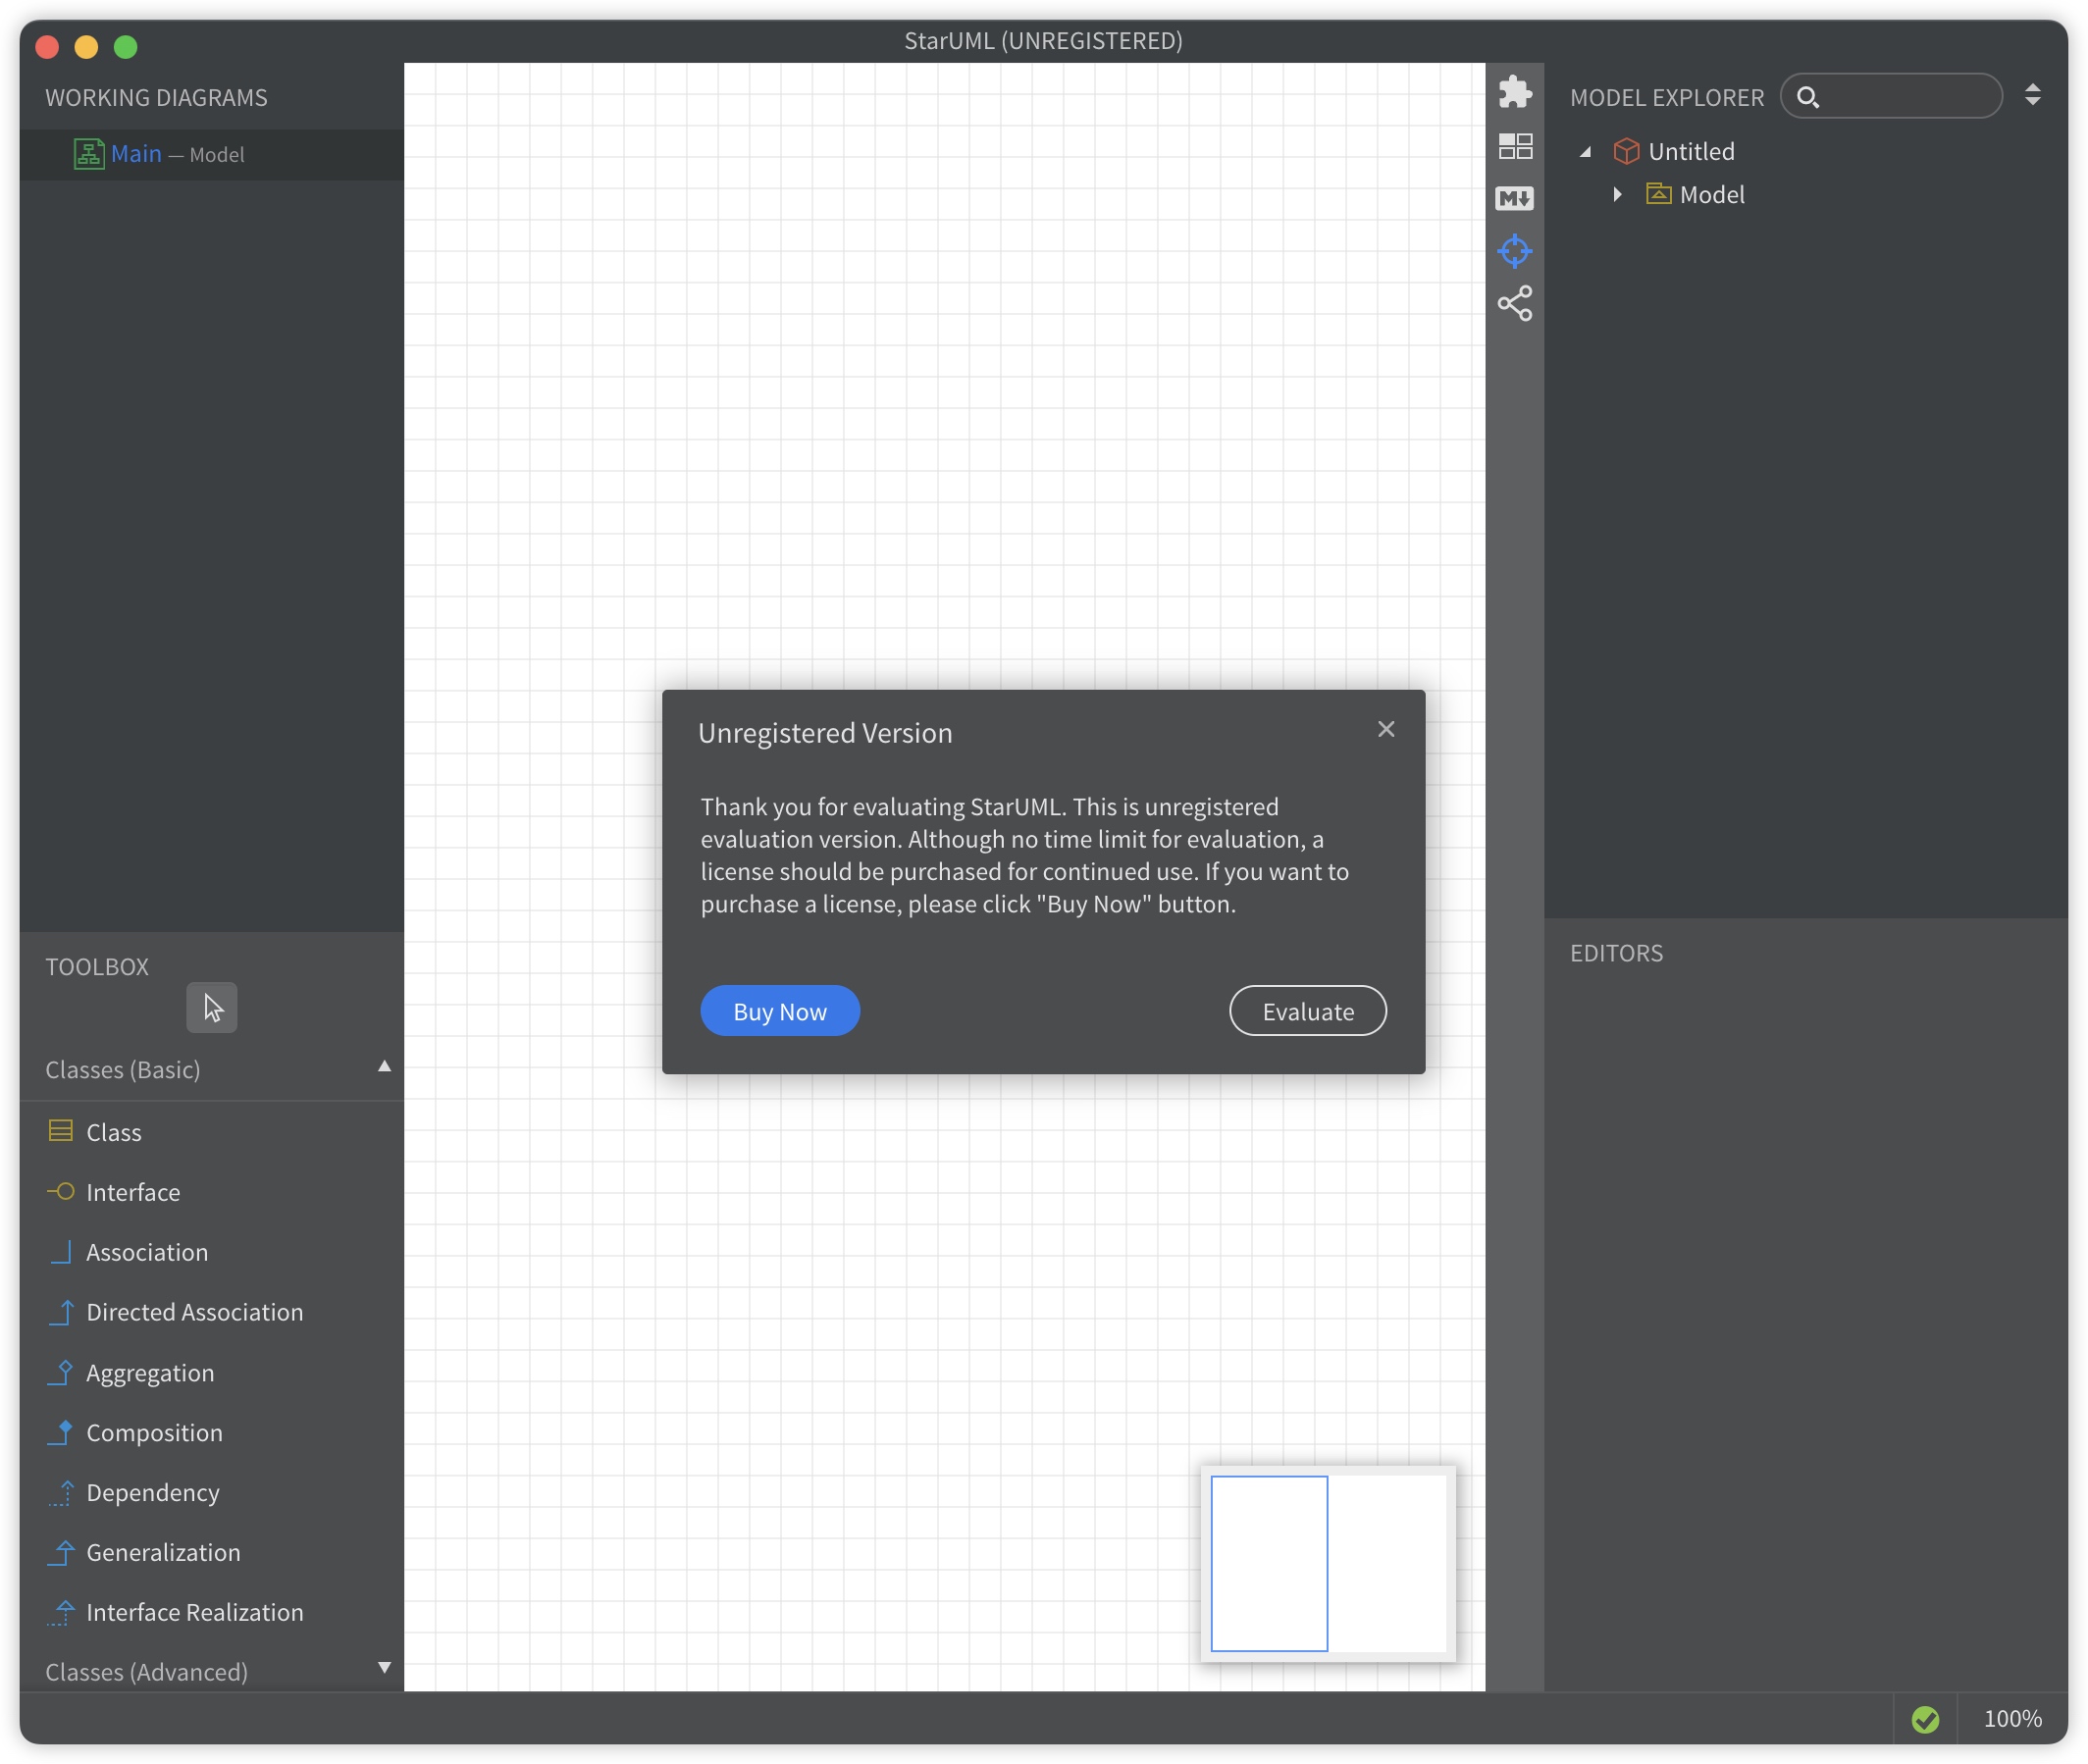 StarUML (UNREGISTERED)
WORKING DIAGRAMS
Main — Model
TOOLBOX
Classes (Basic)
Class
Interface
Association
Directed Association
Aggregation
Composition
Dependency
Generalization
Interface Realization
Classes (Advanced)
Unregistered Version
Thank you for evaluating StarUML. This is unregistered
evaluation version. Although no time limit for evaluation, a
license should be purchased for continued use. If you want to
purchase a license, please click "Buy Now" button.
Buy Now
Evaluate
M
MODEL EXPLORER
Untitled
Model
EDITORS
100%